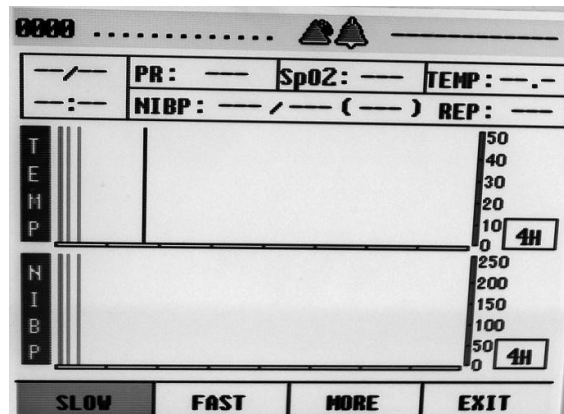 0000 .............. ——————
——/—— PR: —— SpO2: —— TEMP: ——.—
——:—— NIBP: ——/—— (——) REP: ——
TEMP
50
40
30
20
10
0
4H
NIBP
250
200
150
100
50
0
4H
SLOW FAST MORE EXIT